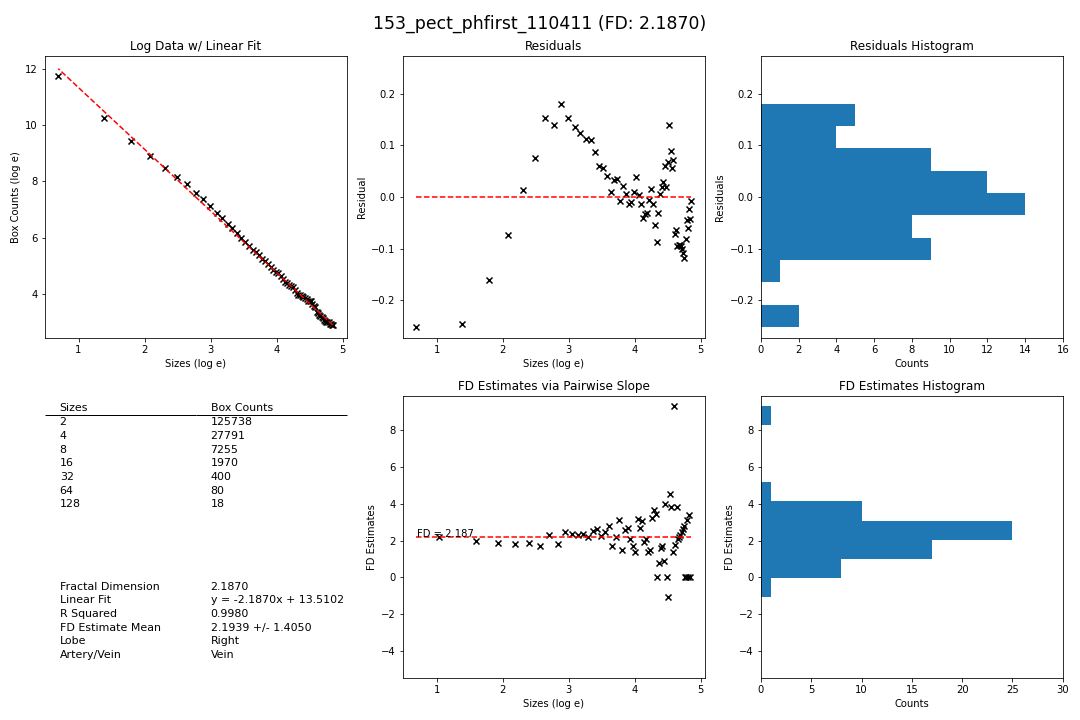 153_pect_phfirst_110411 (FD: 2.1870)
Log Data w/ Linear Fit
Box Counts (log e)
12
10
8
6
4
1 2 3 4 5
Sizes (log e)
Residuals
Residual
0.2
0.1
0.0
−0.1
−0.2
1 2 3 4 5
Sizes (log e)
Residuals Histogram
Residuals
0.2
0.1
0.0
−0.1
−0.2
0 2 4 6 8 10 12 14 16
Counts
Sizes Box Counts
2 125738
4 27791
8 7255
16 1970
32 400
64 80
128 18
Fractal Dimension 2.1870
Linear Fit y = -2.1870x + 13.5102
R Squared 0.9980
FD Estimate Mean 2.1939 +/- 1.4050
Lobe Right
Artery/Vein Vein
FD Estimates via Pairwise Slope
FD Estimates
8
6
4
2
0
−2
−4
FD = 2.187
1 2 3 4 5
Sizes (log e)
FD Estimates Histogram
FD Estimates
8
6
4
2
0
−2
−4
0 5 10 15 20 25 30
Counts